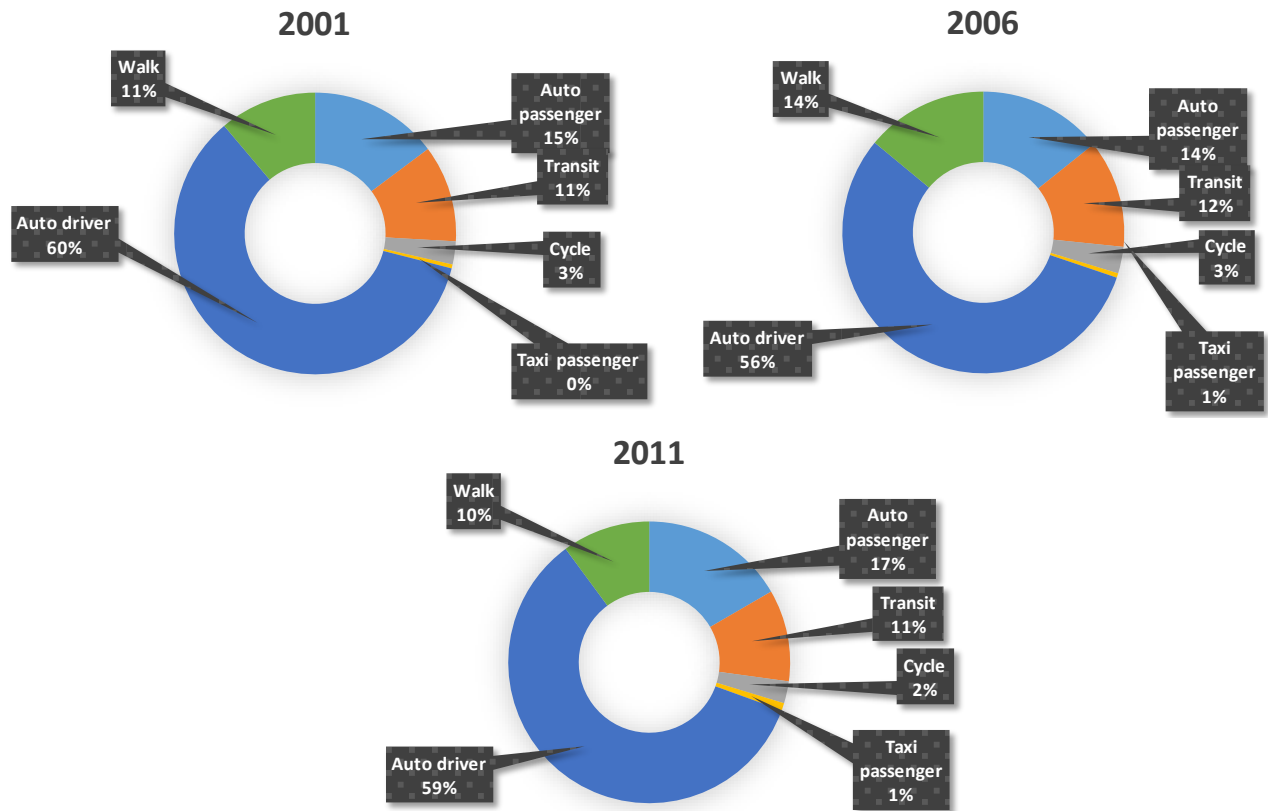 2001
Walk
11%
Auto
passenger
15%
Transit
11%
Cycle
3%
Taxi passenger
0%
Auto driver
60%
2006
Walk
14%
Auto
passenger
14%
Transit
12%
Cycle
3%
Taxi
passenger
1%
Auto driver
56%
2011
Walk
10%
Auto
passenger
17%
Transit
11%
Cycle
2%
Taxi
passenger
1%
Auto driver
59%